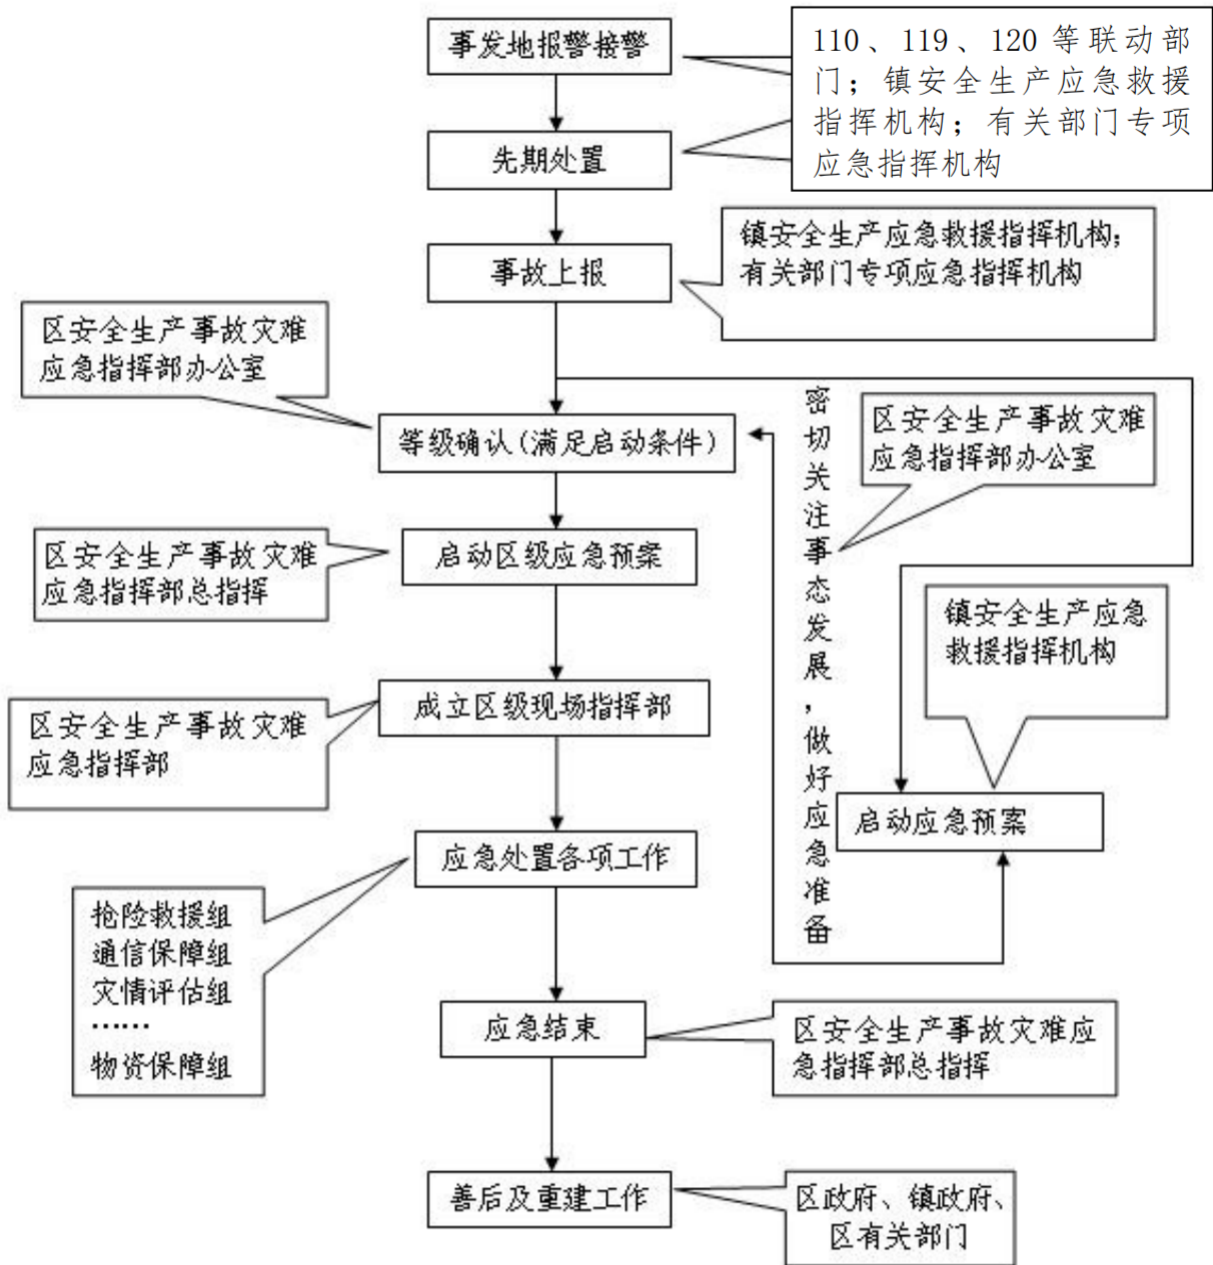 事发地报警接警
110、119、120 等联动部
门；镇安全生产应急救援
指挥机构；有关部门专项
应急指挥机构
先期处置
镇安全生产应急救援指挥机构；
有关部门专项应急指挥机构
事故上报
区安全生产事故灾难
应急指挥部办公室
等级确认（满足启动条件）
密切关注事态发展，做好应急准备
区安全生产事故灾难
应急指挥部办公室
区安全生产事故灾难
应急指挥部总指挥
启动区级应急预案
镇安全生产应急
救援指挥机构
区安全生产事故灾难
应急指挥部
成立区级现场指挥部
启动应急预案
应急处置各项工作
抢险救援组
通信保障组
灾情评估组
……
物资保障组
应急结束
区安全生产事故灾难应
急指挥部总指挥
善后及重建工作
区政府、镇政府、
区有关部门